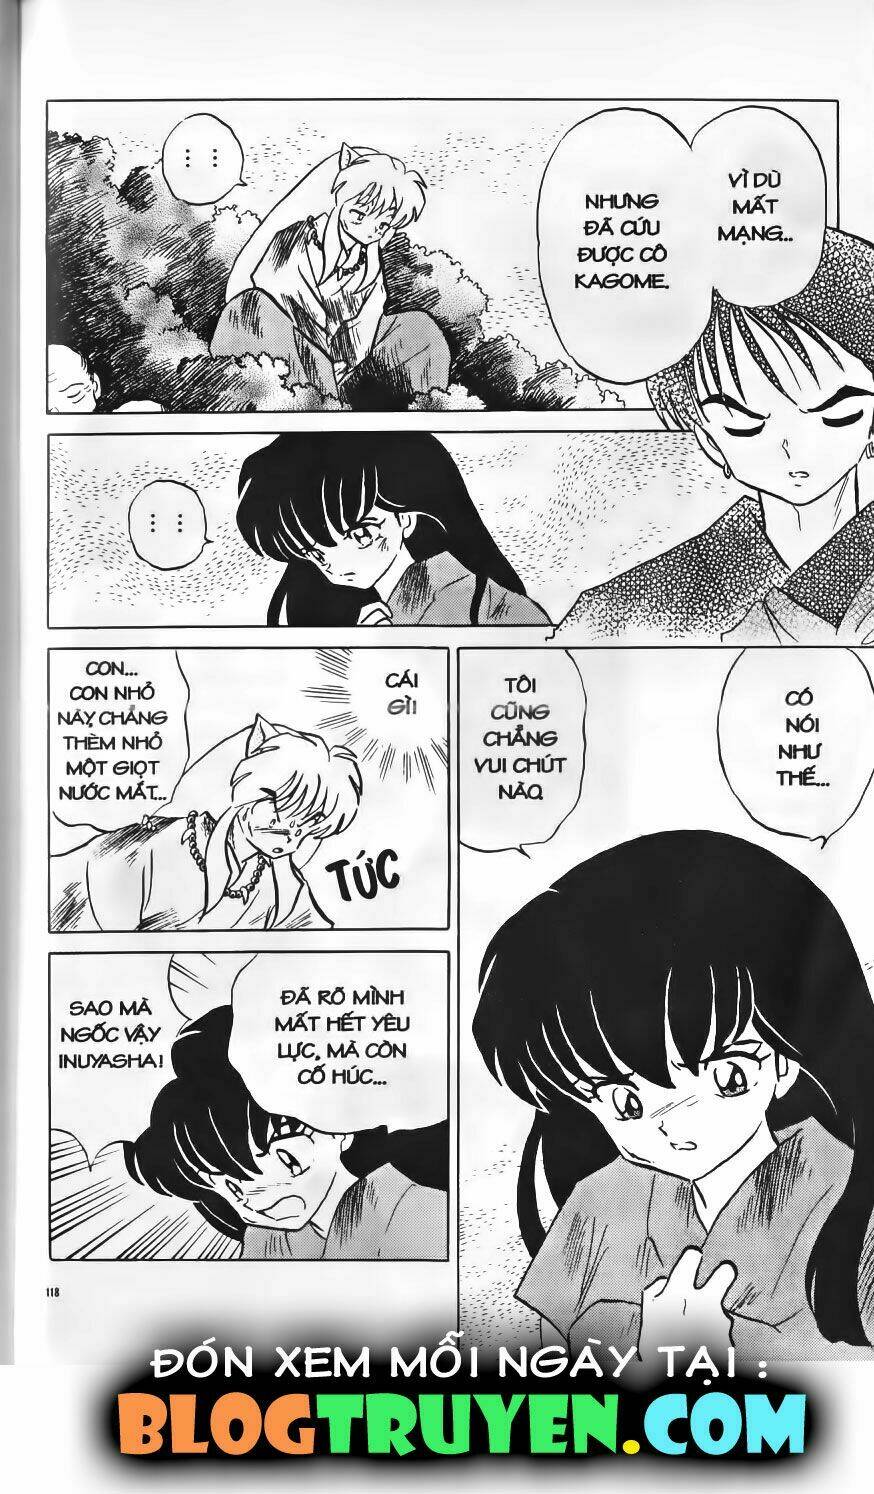 VÌ DÙ
MẤT
MẠNG...
NHƯNG
ĐÃ CỨU
ĐƯỢC CÔ
KAGOME.
CÓ
NÓI
NHƯ
THẾ...
TÔI
CŨNG
CHẲNG
VUI CHÚT
NÀO.
CÁI
GÌ!
CON...
CON NHỎ
NÀY, CHẲNG
THÈM NHỎ
MỘT GIỌT
NƯỚC MẮT...
TỨC
ĐÃ RÕ MÌNH
MẤT HẾT YÊU
LỰC, MÀ CÒN
CỐ HÚC...
SAO MÀ
NGỐC VẬY
INUYASHA!
118
ĐÓN XEM MỖI NGÀY TẠI :
BLOGTRUYEN.COM